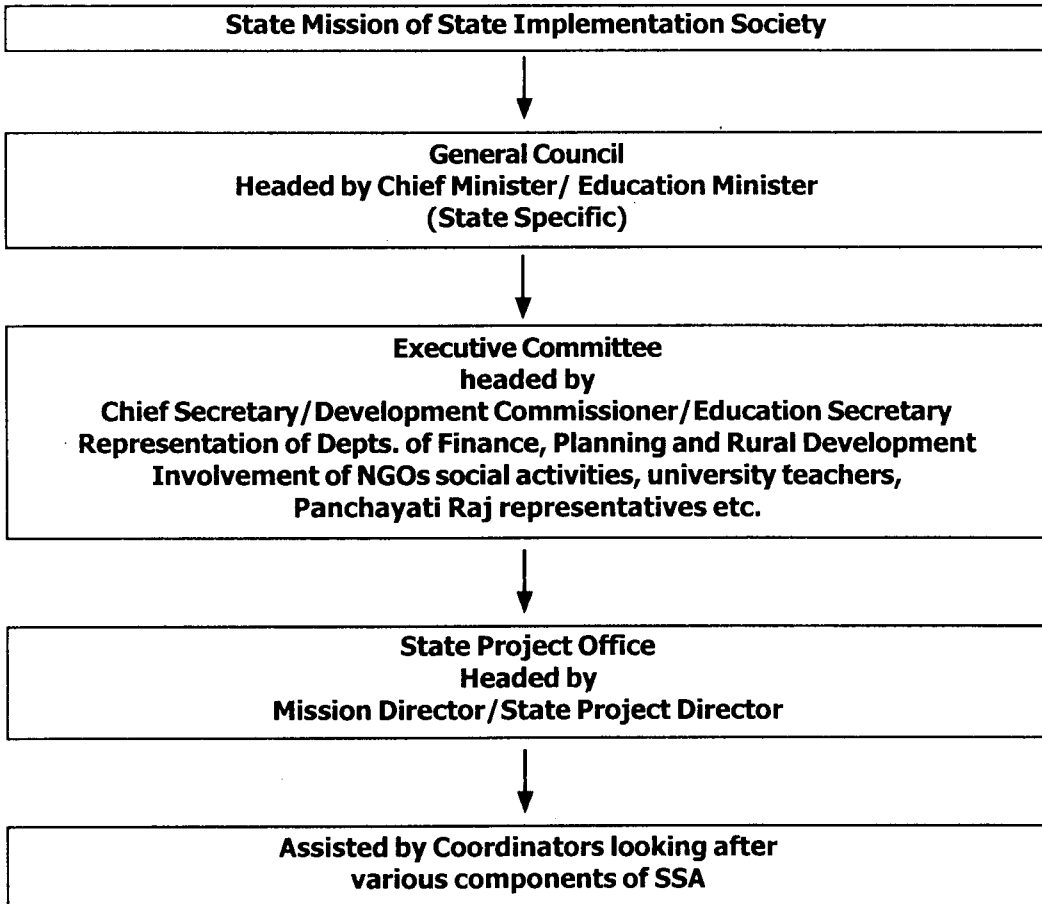 State Mission of State Implementation Society
General Council
Headed by Chief Minister/ Education Minister
(State Specific)
Executive Committee
headed by
Chief Secretary/Development Commissioner/Education Secretary
Representation of Depts. of Finance, Planning and Rural Development
Involvement of NGOs social activities, university teachers,
Panchayati Raj representatives etc.
State Project Office
Headed by
Mission Director/State Project Director
Assisted by Coordinators looking after
various components of SSA